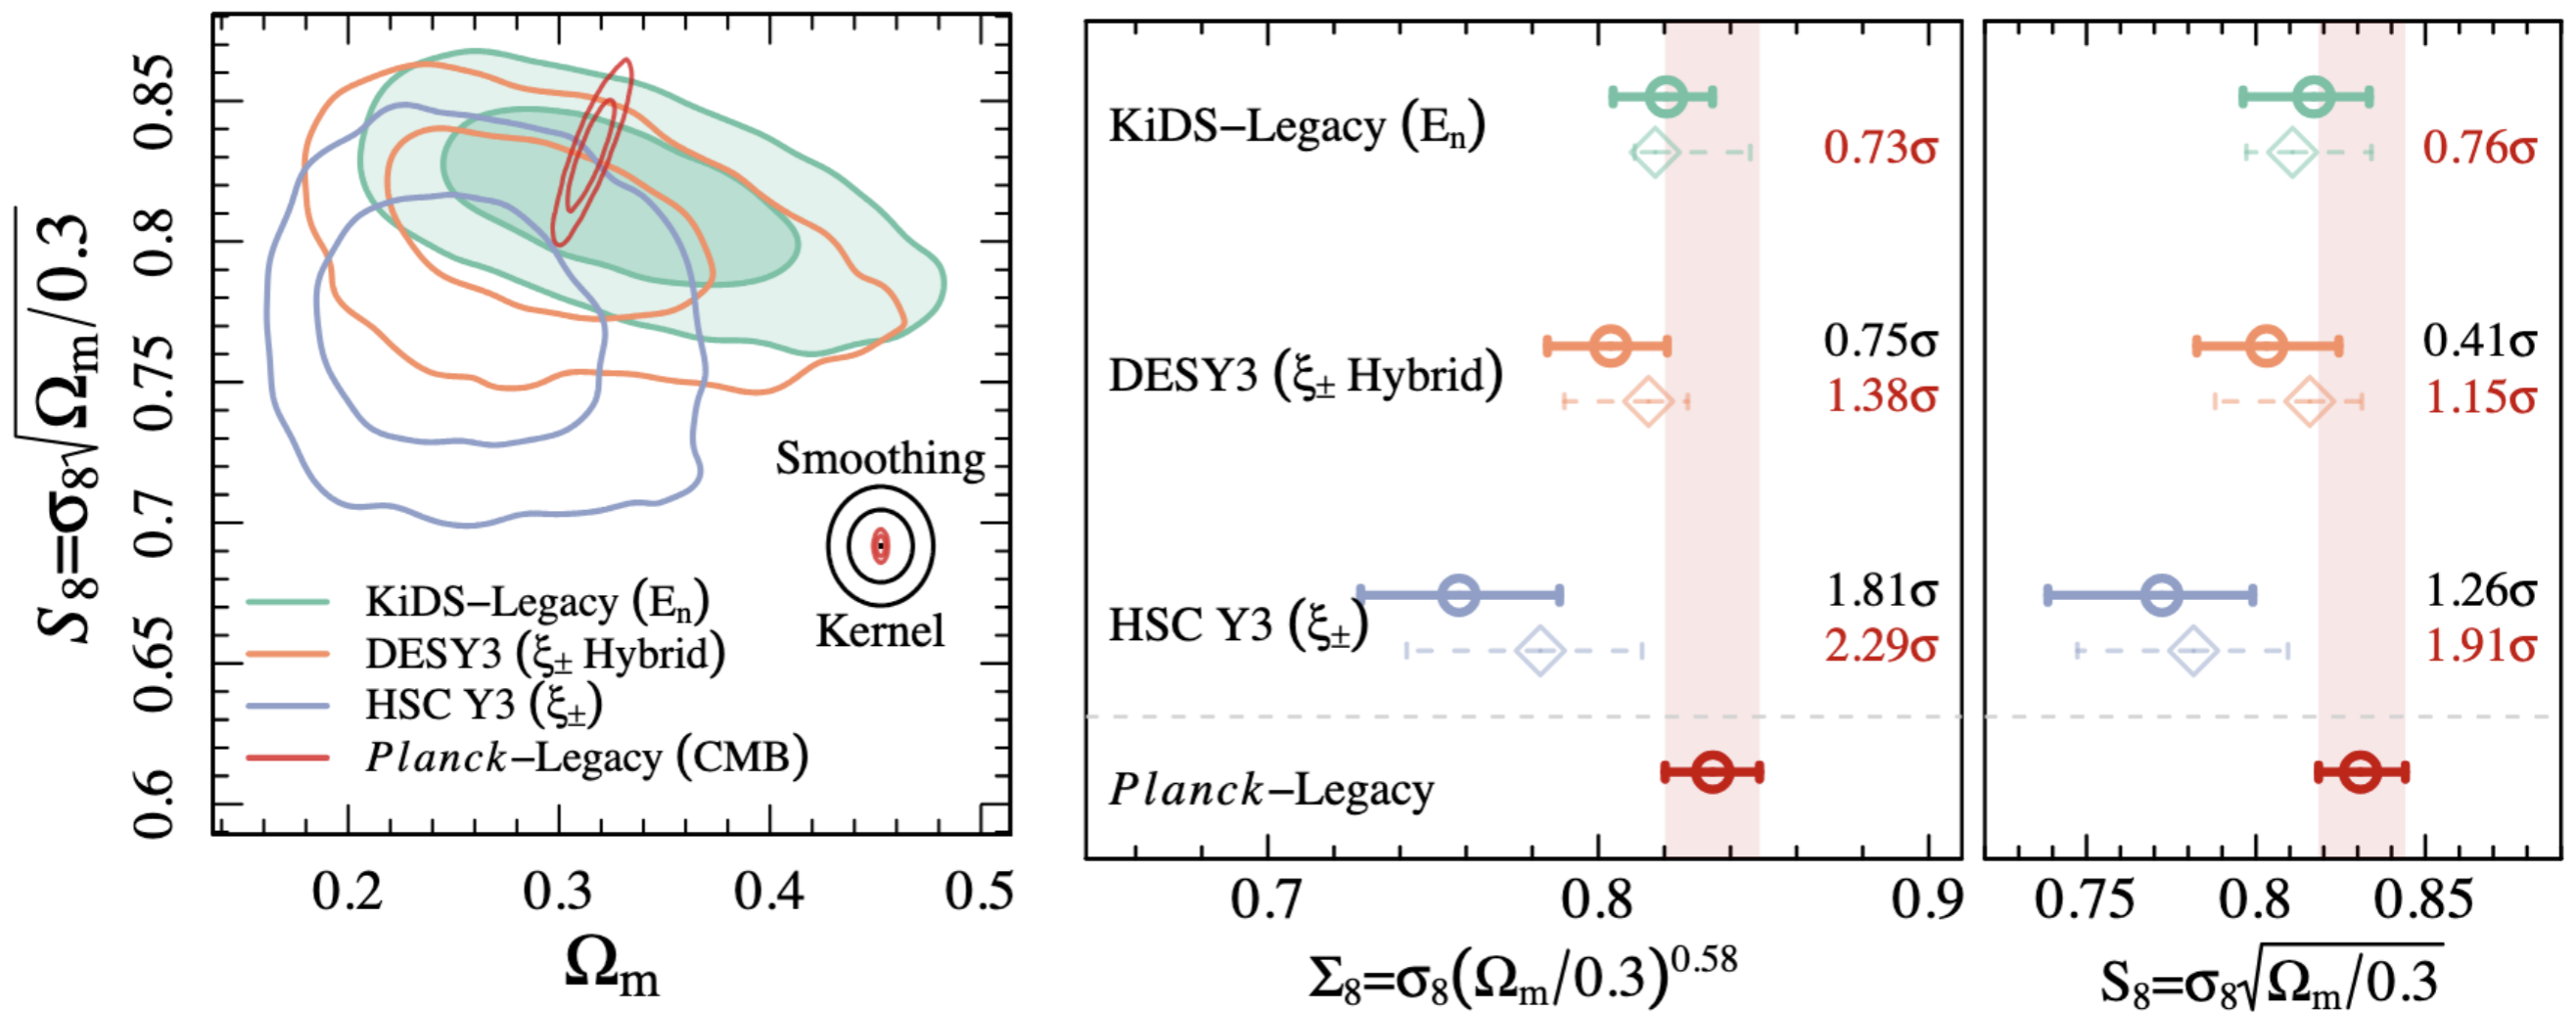 S₈=σ₈√Ωₘ/0.3
0.85
0.8
0.75
0.7
0.65
0.6
Smoothing
Kernel
KiDS−Legacy (Eₙ)
DESY3 (ξ± Hybrid)
HSC Y3 (ξ±)
Planck−Legacy (CMB)
0.2 0.3 0.4 0.5
Ωₘ
KiDS−Legacy (Eₙ)
0.73σ
DESY3 (ξ± Hybrid)
0.75σ
1.38σ
HSC Y3 (ξ±)
1.81σ
2.29σ
Planck−Legacy
0.7 0.8 0.9
Σ₈=σ₈(Ωₘ/0.3)^0.58
0.76σ
0.41σ
1.15σ
1.26σ
1.91σ
0.75 0.8 0.85
S₈=σ₈√Ωₘ/0.3